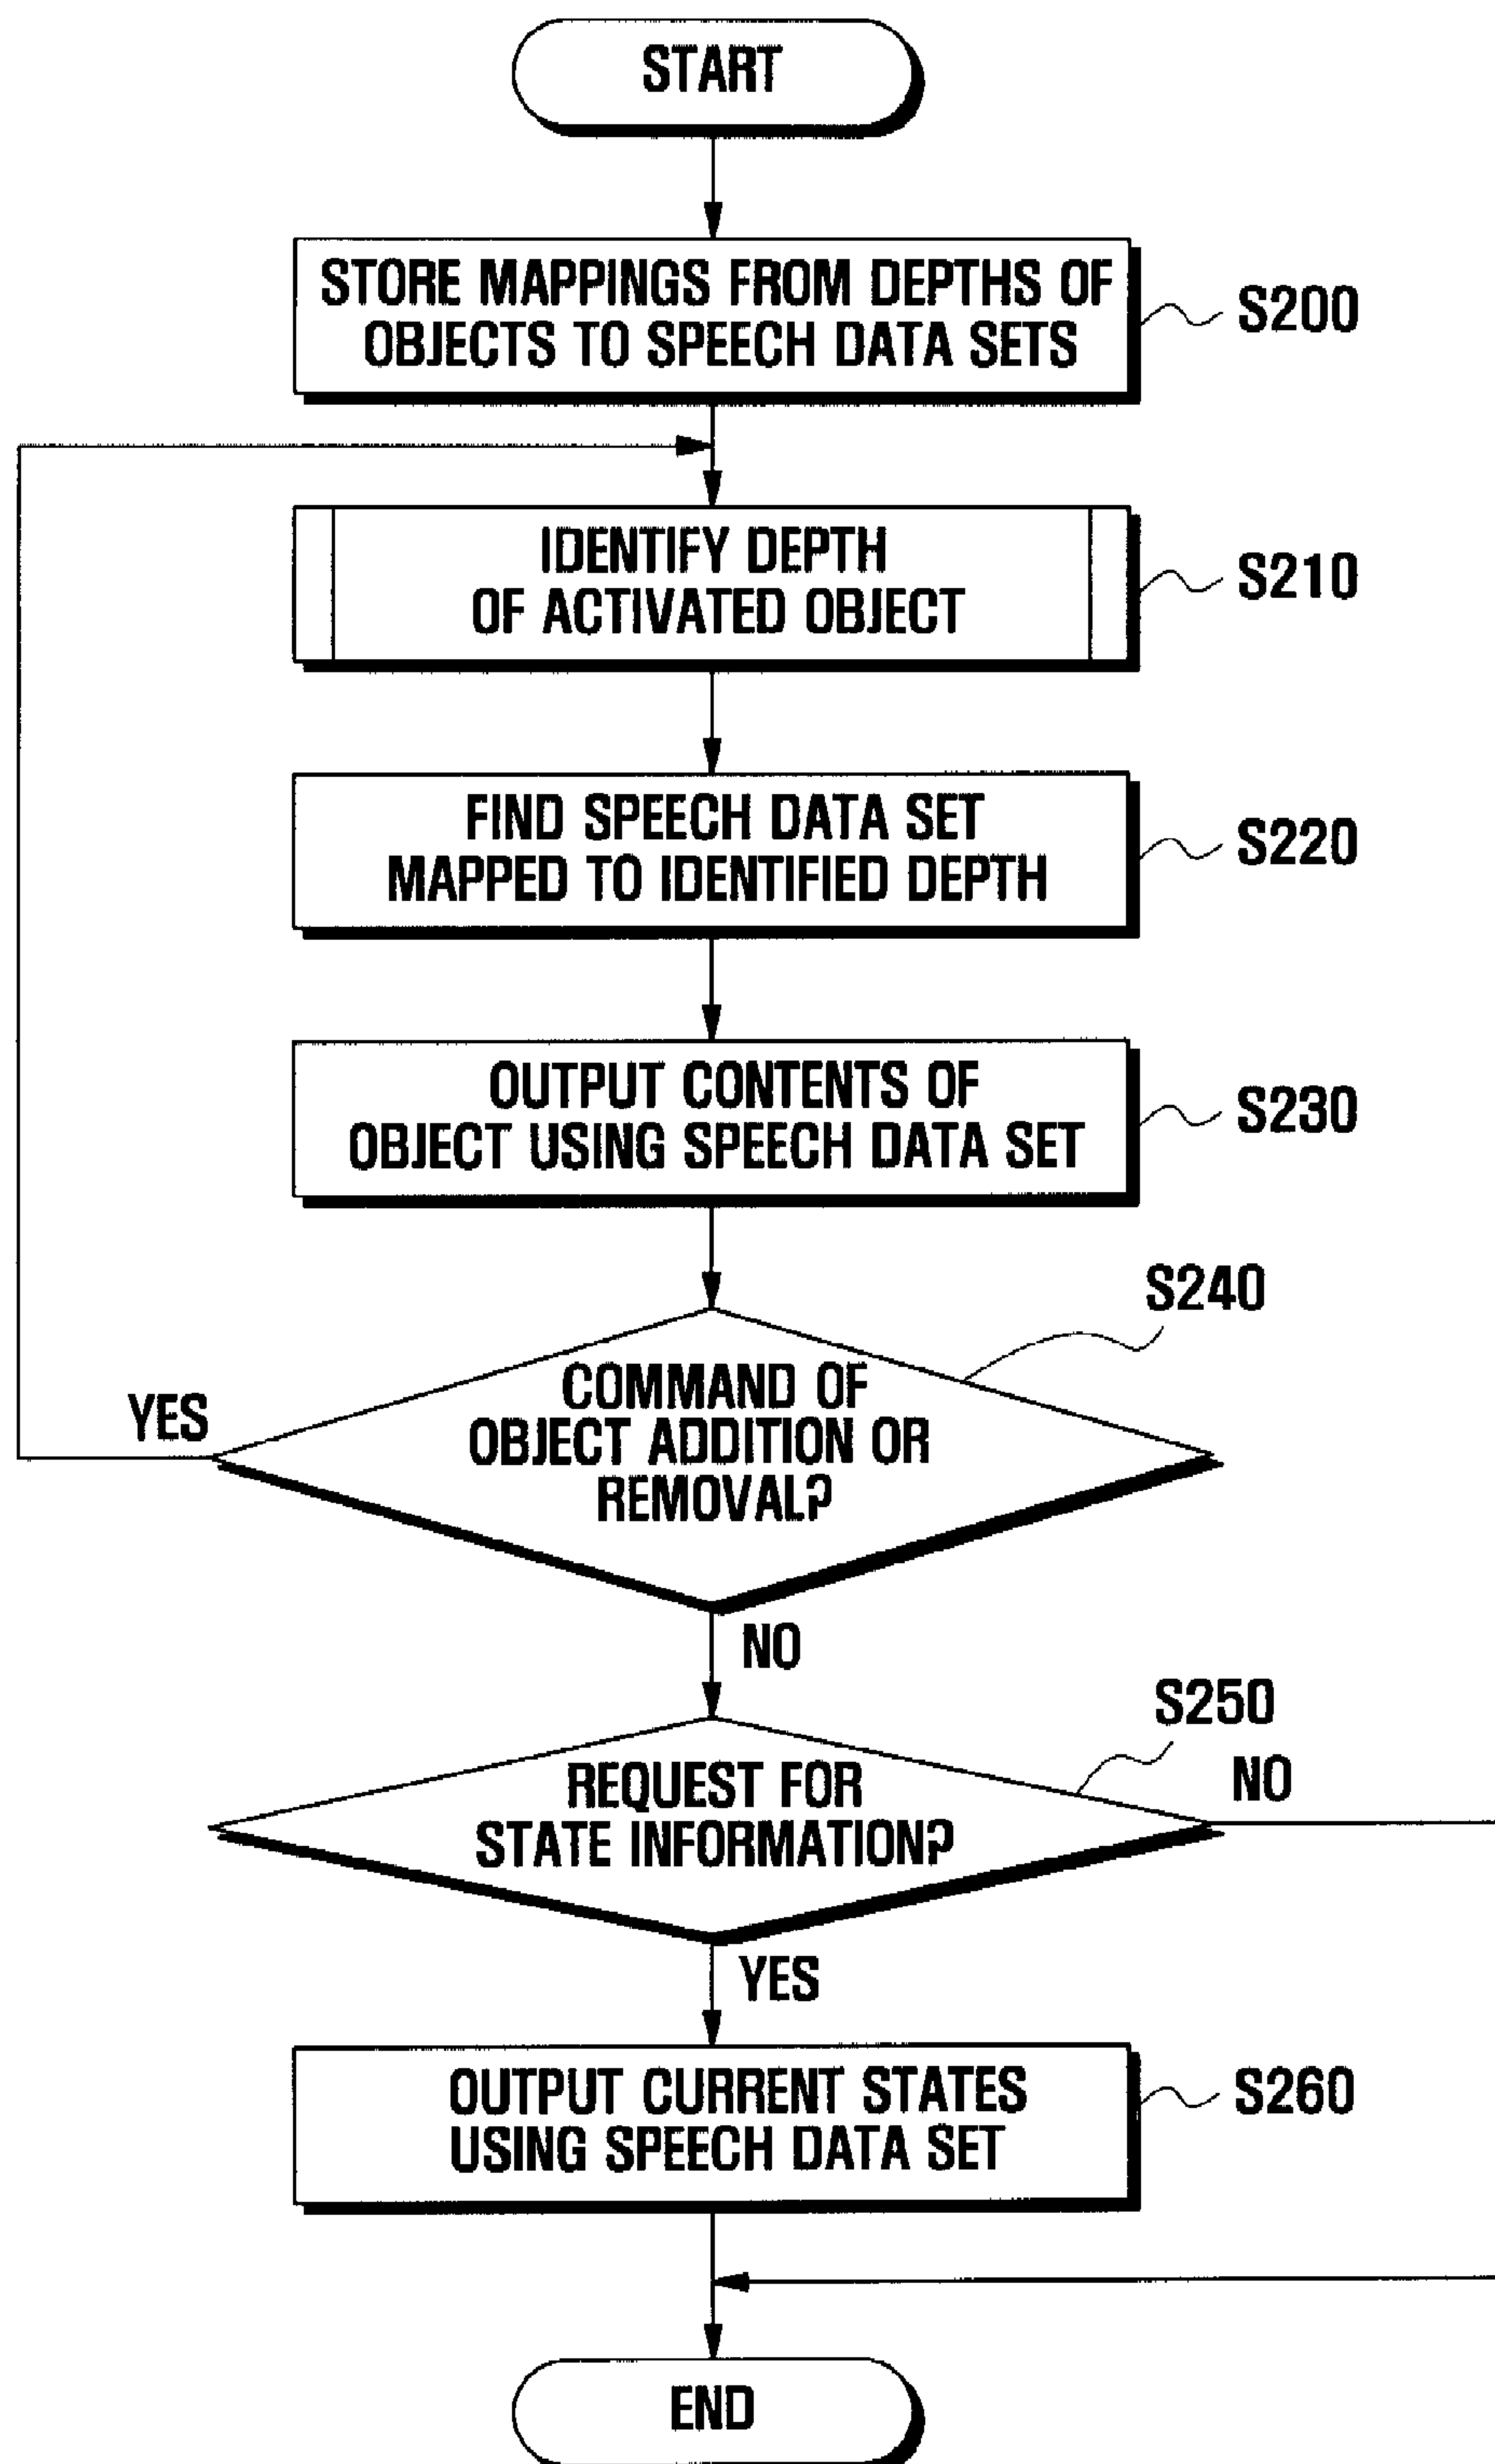 START
STORE MAPPINGS FROM DEPTHS OF
OBJECTS TO SPEECH DATA SETS
S200
IDENTIFY DEPTH
OF ACTIVATED OBJECT
S210
FIND SPEECH DATA SET
MAPPED TO IDENTIFIED DEPTH
S220
OUTPUT CONTENTS OF
OBJECT USING SPEECH DATA SET
S230
S240
COMMAND OF
OBJECT ADDITION OR
REMOVAL?
YES
NO
S250
REQUEST FOR
STATE INFORMATION?
NO
YES
OUTPUT CURRENT STATES
USING SPEECH DATA SET
S260
END